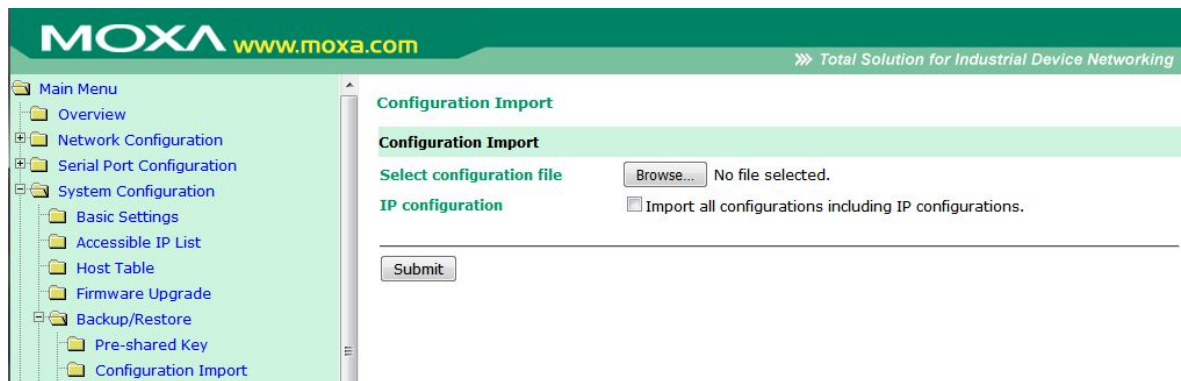 MOXA www.moxa.com
Total Solution for Industrial Device Networking
Main Menu
Overview
Network Configuration
Serial Port Configuration
System Configuration
Basic Settings
Accessible IP List
Host Table
Firmware Upgrade
Backup/Restore
Pre-shared Key
Configuration Import
Configuration Import
Configuration Import
Select configuration file Browse... No file selected.
IP configuration Import all configurations including IP configurations.
Submit